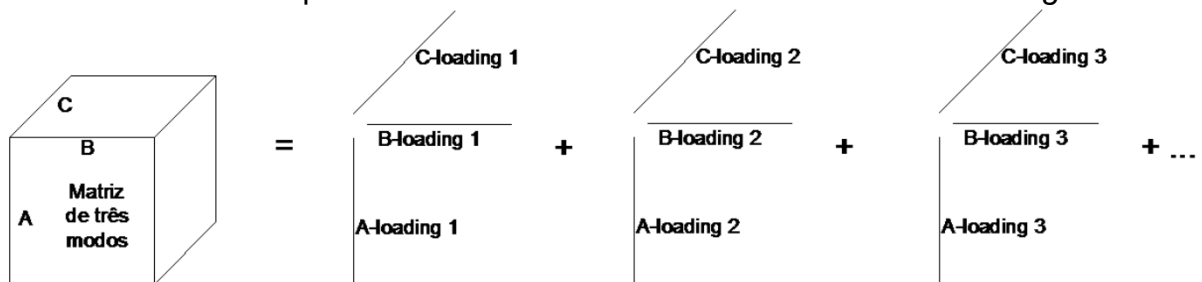 C
B
A
Matriz
de três
modos
=
C-loading 1
B-loading 1
A-loading 1
+
C-loading 2
B-loading 2
A-loading 2
+
C-loading 3
B-loading 3
A-loading 3
+ ...